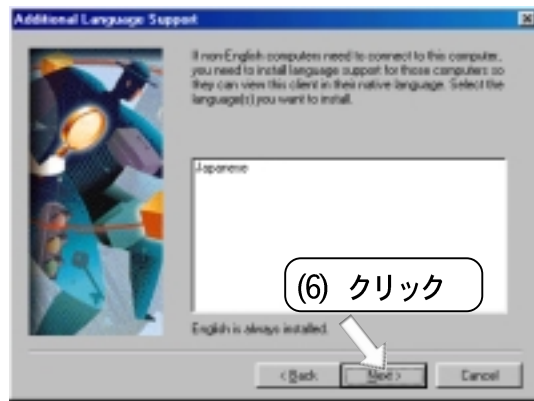 Additional Language Support
If non-English computers need to connect to this computer,
you need to install language support for those computers so
they can view this client in their native language. Select the
language(s) you want to install.
Japanese
(6) クリック
English is always installed.
< Back
Next >
Cancel